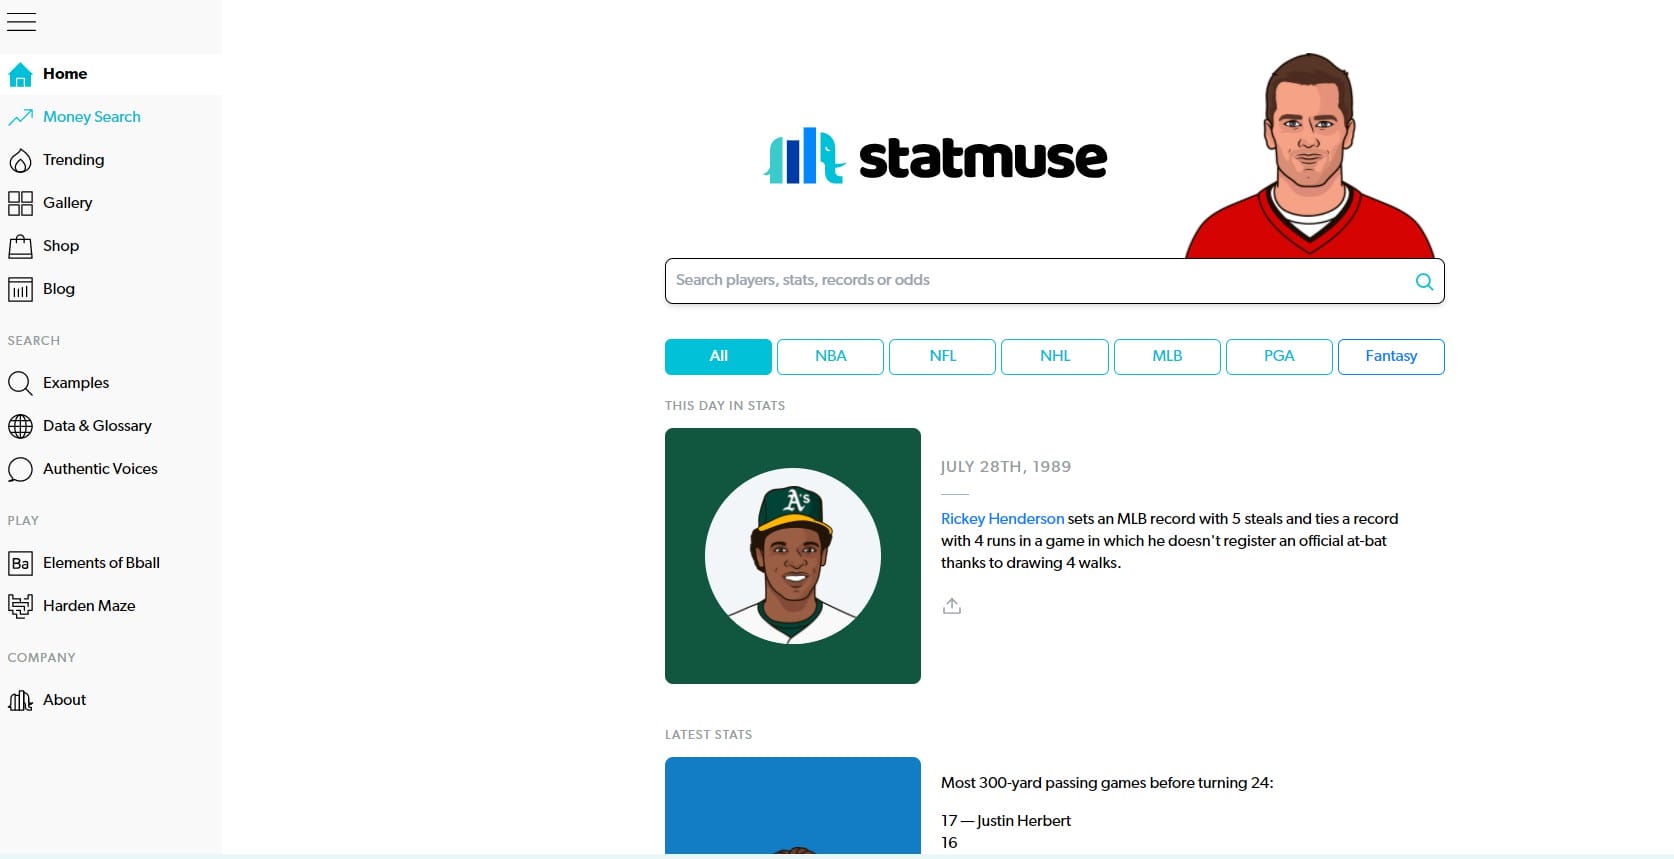 Home
Money Search
Trending
Gallery
Shop
Blog
SEARCH
Examples
Data & Glossary
Authentic Voices
PLAY
Ba Elements of Bball
Harden Maze
COMPANY
About
statmuse
Search players, stats, records or odds
All NBA NFL NHL MLB PGA Fantasy
THIS DAY IN STATS
A's
JULY 28TH, 1989
Rickey Henderson sets an MLB record with 5 steals and ties a record
with 4 runs in a game in which he doesn't register an official at-bat
thanks to drawing 4 walks.
LATEST STATS
Most 300-yard passing games before turning 24:
17 — Justin Herbert
16